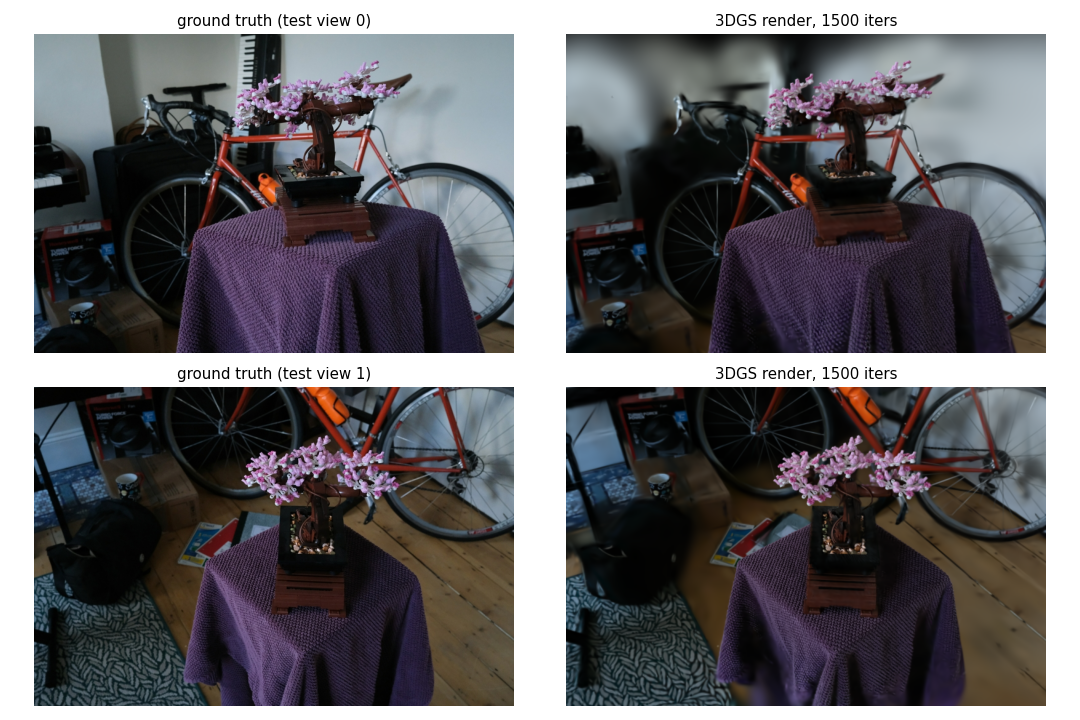 ground truth (test view 0)
3DGS render, 1500 iters
ground truth (test view 1)
3DGS render, 1500 iters